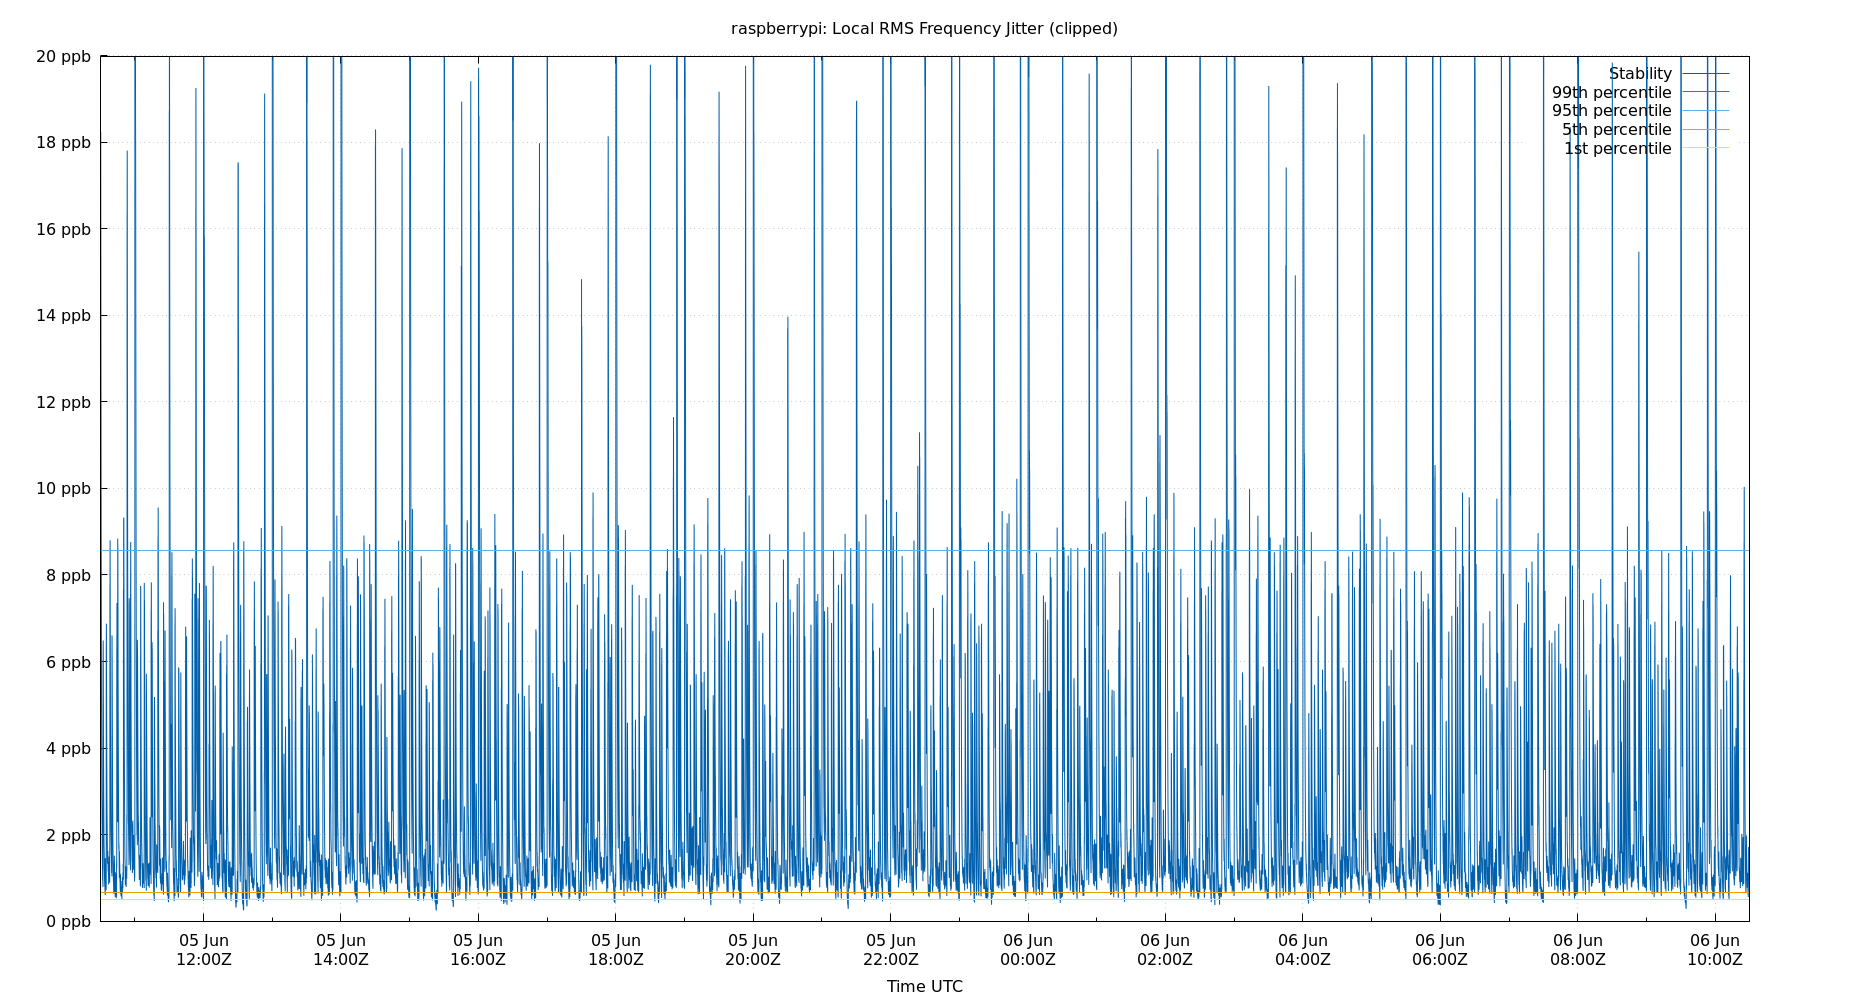 raspberrypi: Local RMS Frequency Jitter (clipped)
20 ppb
18 ppb
16 ppb
14 ppb
12 ppb
10 ppb
8 ppb
6 ppb
4 ppb
2 ppb
0 ppb
Stability
99th percentile
95th percentile
5th percentile
1st percentile
05 Jun 05 Jun 05 Jun 05 Jun 05 Jun 05 Jun 06 Jun 06 Jun 06 Jun 06 Jun 06 Jun 06 Jun
12:00Z 14:00Z 16:00Z 18:00Z 20:00Z 22:00Z 00:00Z 02:00Z 04:00Z 06:00Z 08:00Z 10:00Z
Time UTC